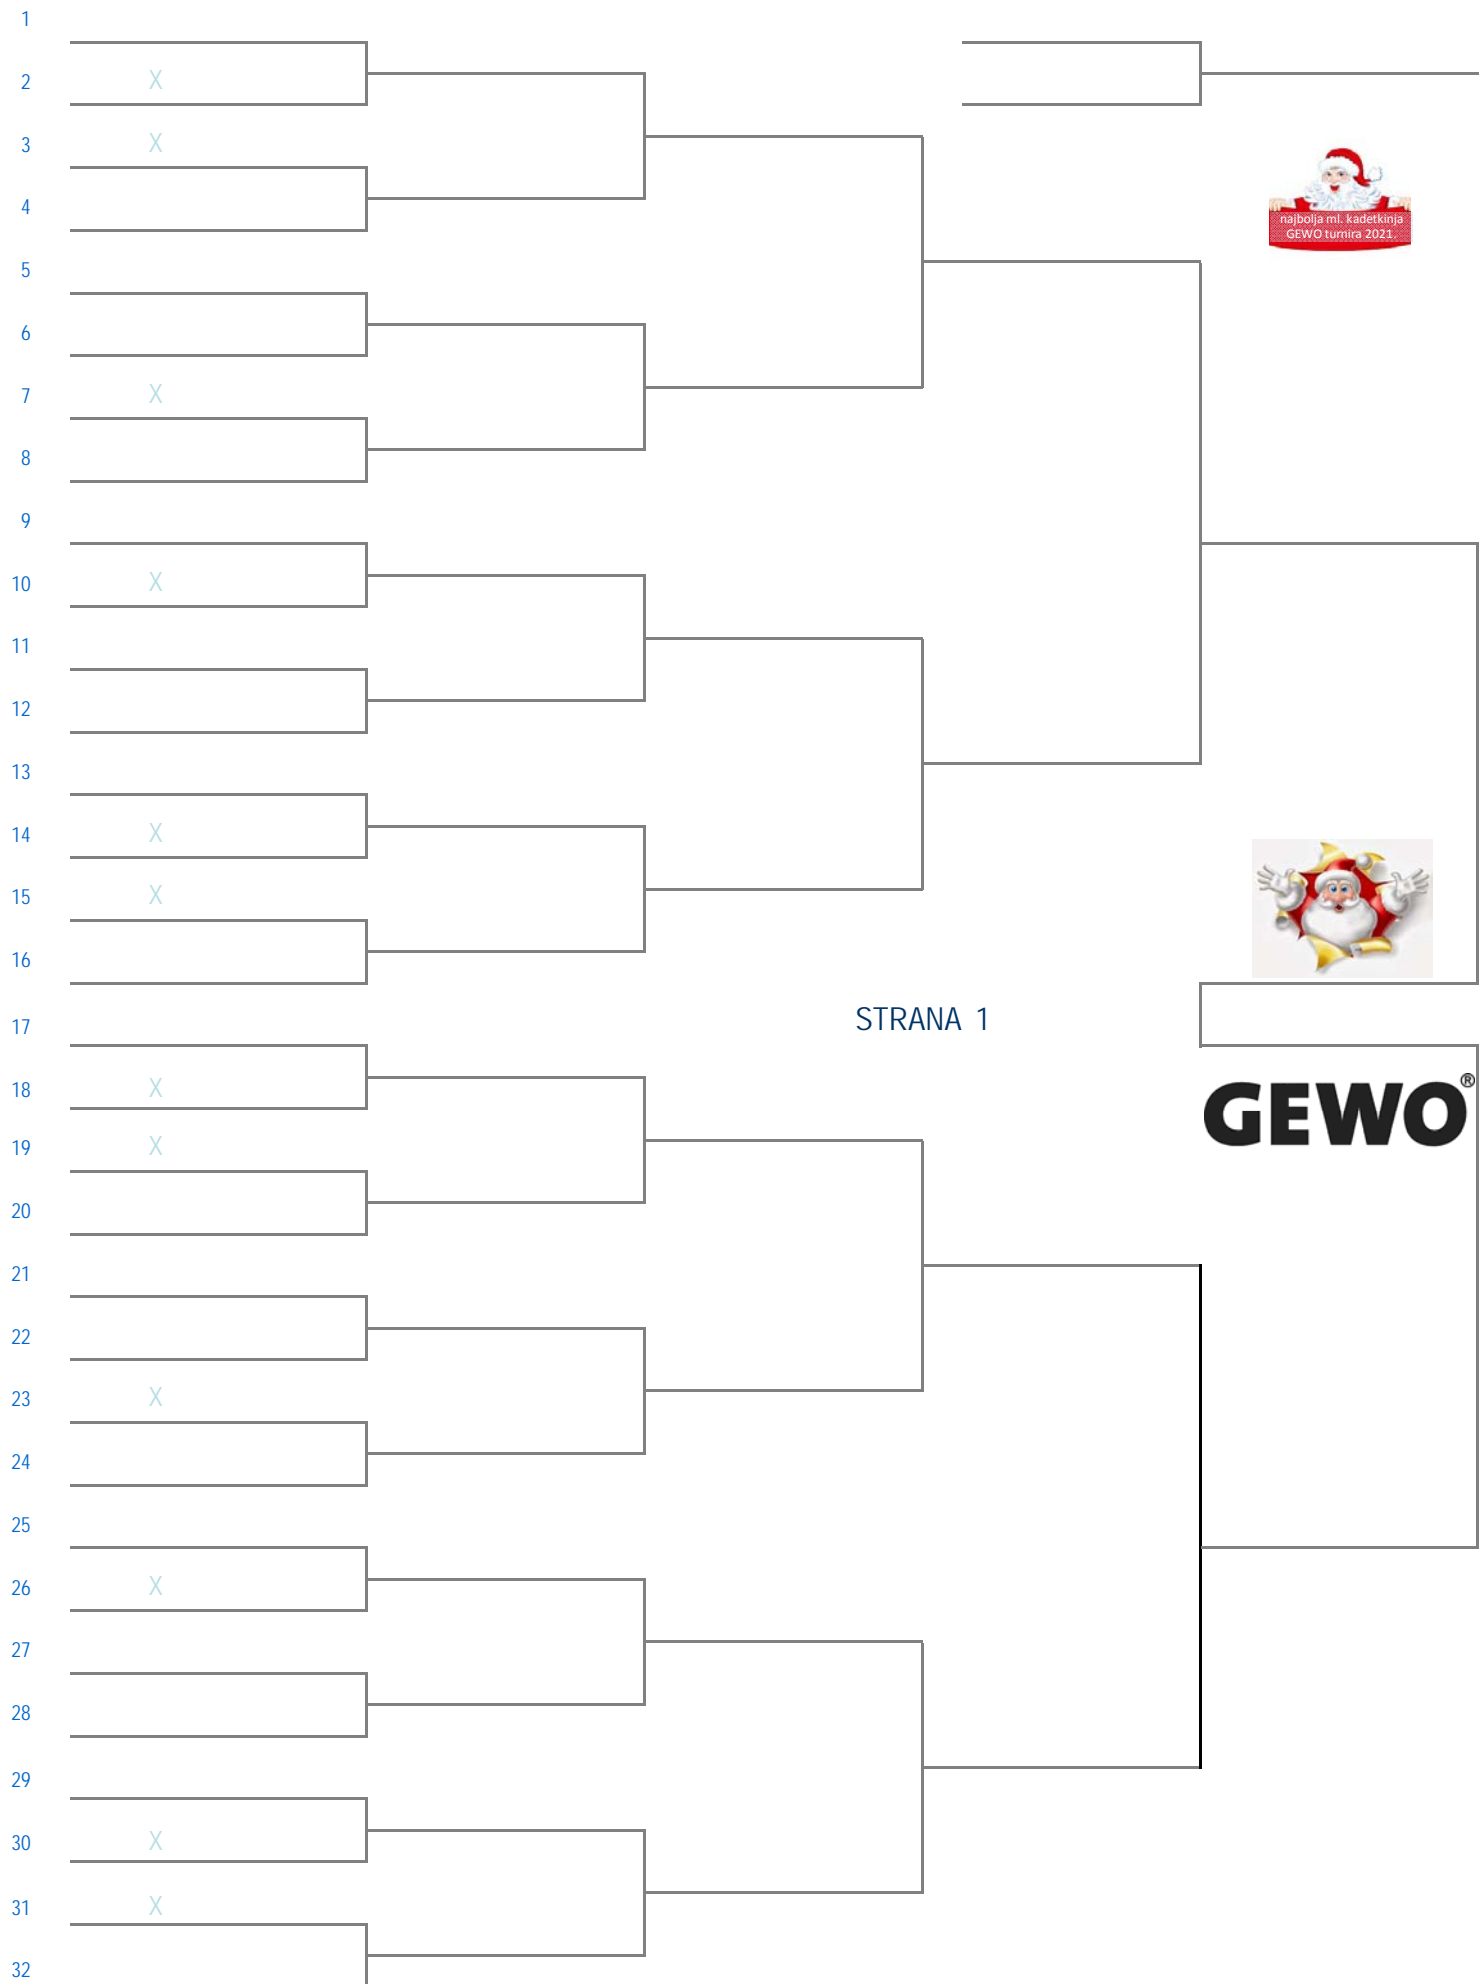 1
2 X
3 X
4
najbolja ml. kadetkinja
GEWO turnira 2021.
5
6
7 X
8
9
10 X
11
12
13
14 X
15 X
16
STRANA 1
17
18 X
GEWO®
19 X
20
21
22
23 X
24
25
26 X
27
28
29
30 X
31 X
32